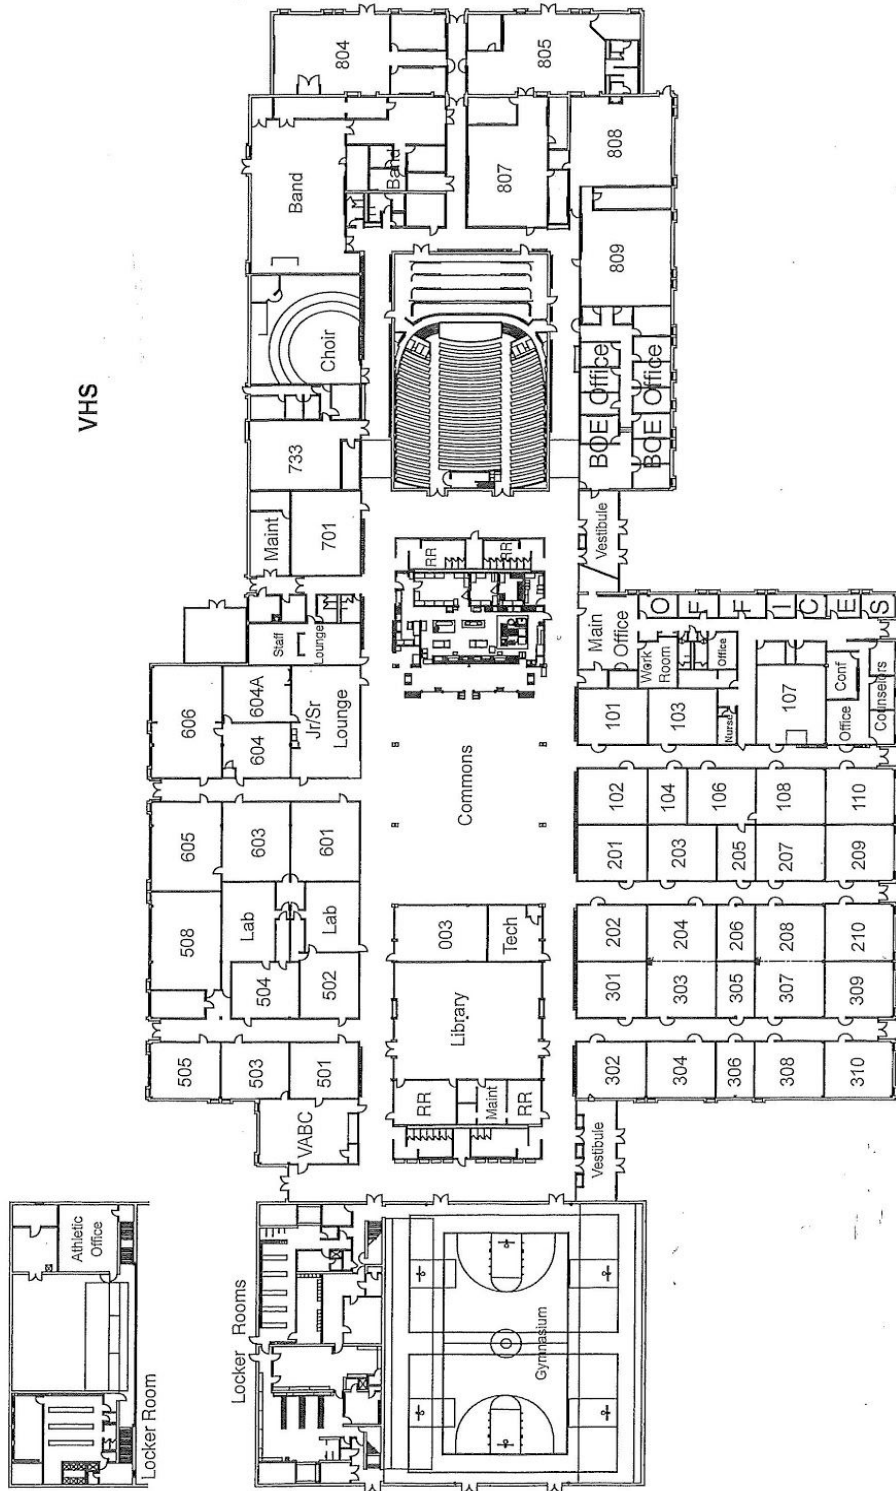 VHS
804
805
Band
Band
807
808
809
Choir
733
BOE Office
BOE Office
Maint
701
Vestibule
RR
RR
Staff
Lounge
Main
Office
OFFICES
Work
Room
Office
606
604A
604
Jr/Sr
Lounge
101
103
Nurse
107
Conf
Office
Counselors
Commons
102
104
106
108
110
605
603
601
201
203
205
207
209
508
Lab
Lab
003
Tech
202
204
206
208
210
504
502
Library
301
303
305
307
309
505
503
501
302
304
306
308
310
VABC
RR
Maint
RR
Vestibule
Athletic
Office
Locker Room
Locker Rooms
Gymnasium